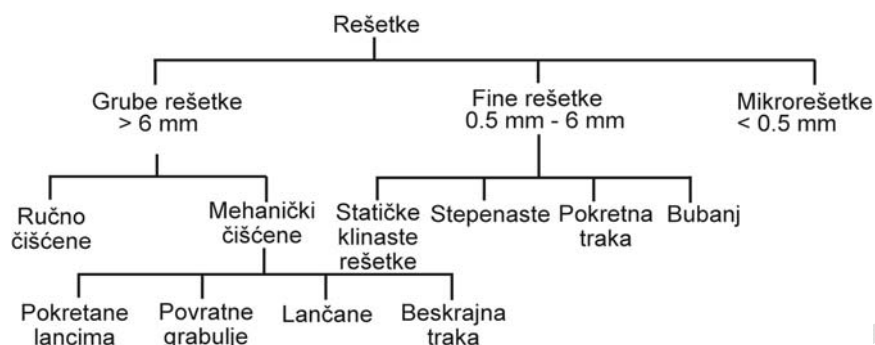 Rešetke
Grube rešetke
> 6 mm
Fine rešetke
0.5 mm - 6 mm
Mikrorešetke
< 0.5 mm
Ručno
čišćene
Mehanički
čišćene
Statičke
klinaste
rešetke
Stepenaste
Pokretna
traka
Bubanj
Pokretane
lancima
Povratne
grabulje
Lančane
Beskrajna
traka